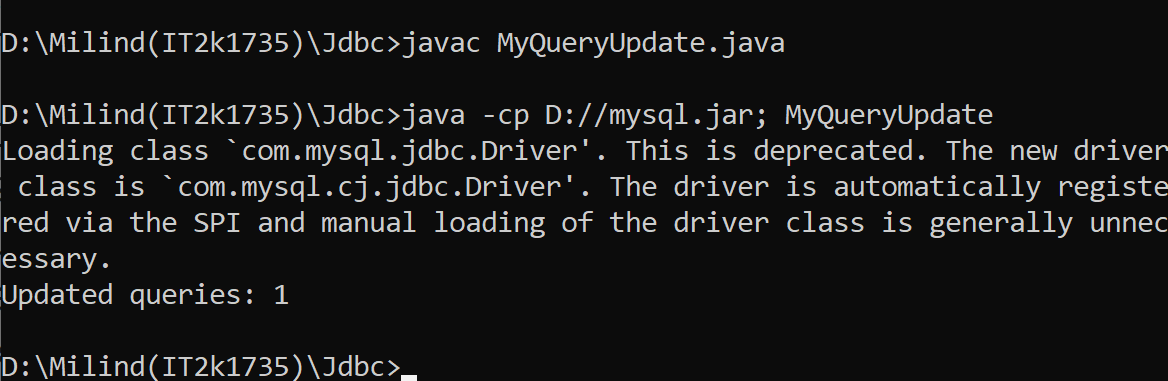 D:\Milind(IT2k1735)\Jdbc>javac MyQueryUpdate.java
D:\Milind(IT2k1735)\Jdbc>java -cp D://mysql.jar; MyQueryUpdate
Loading class `com.mysql.jdbc.Driver'. This is deprecated. The new driver
 class is `com.mysql.cj.jdbc.Driver'. The driver is automatically registe
red via the SPI and manual loading of the driver class is generally unnec
essary.
Updated queries: 1
D:\Milind(IT2k1735)\Jdbc>